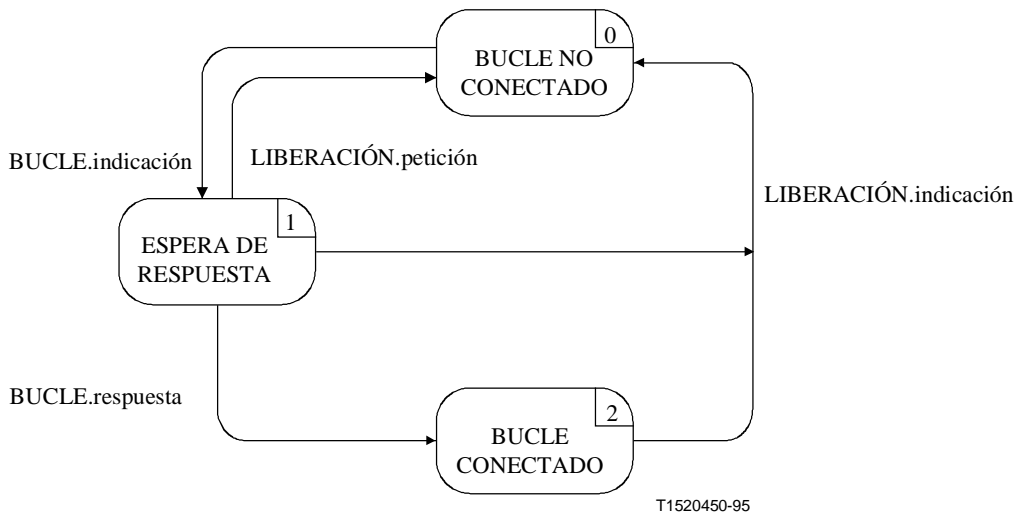 0
BUCLE NO
CONECTADO
BUCLE.indicación
LIBERACIÓN.petición
LIBERACIÓN.indicación
1
ESPERA DE
RESPUESTA
BUCLE.respuesta
2
BUCLE
CONECTADO
T1520450-95